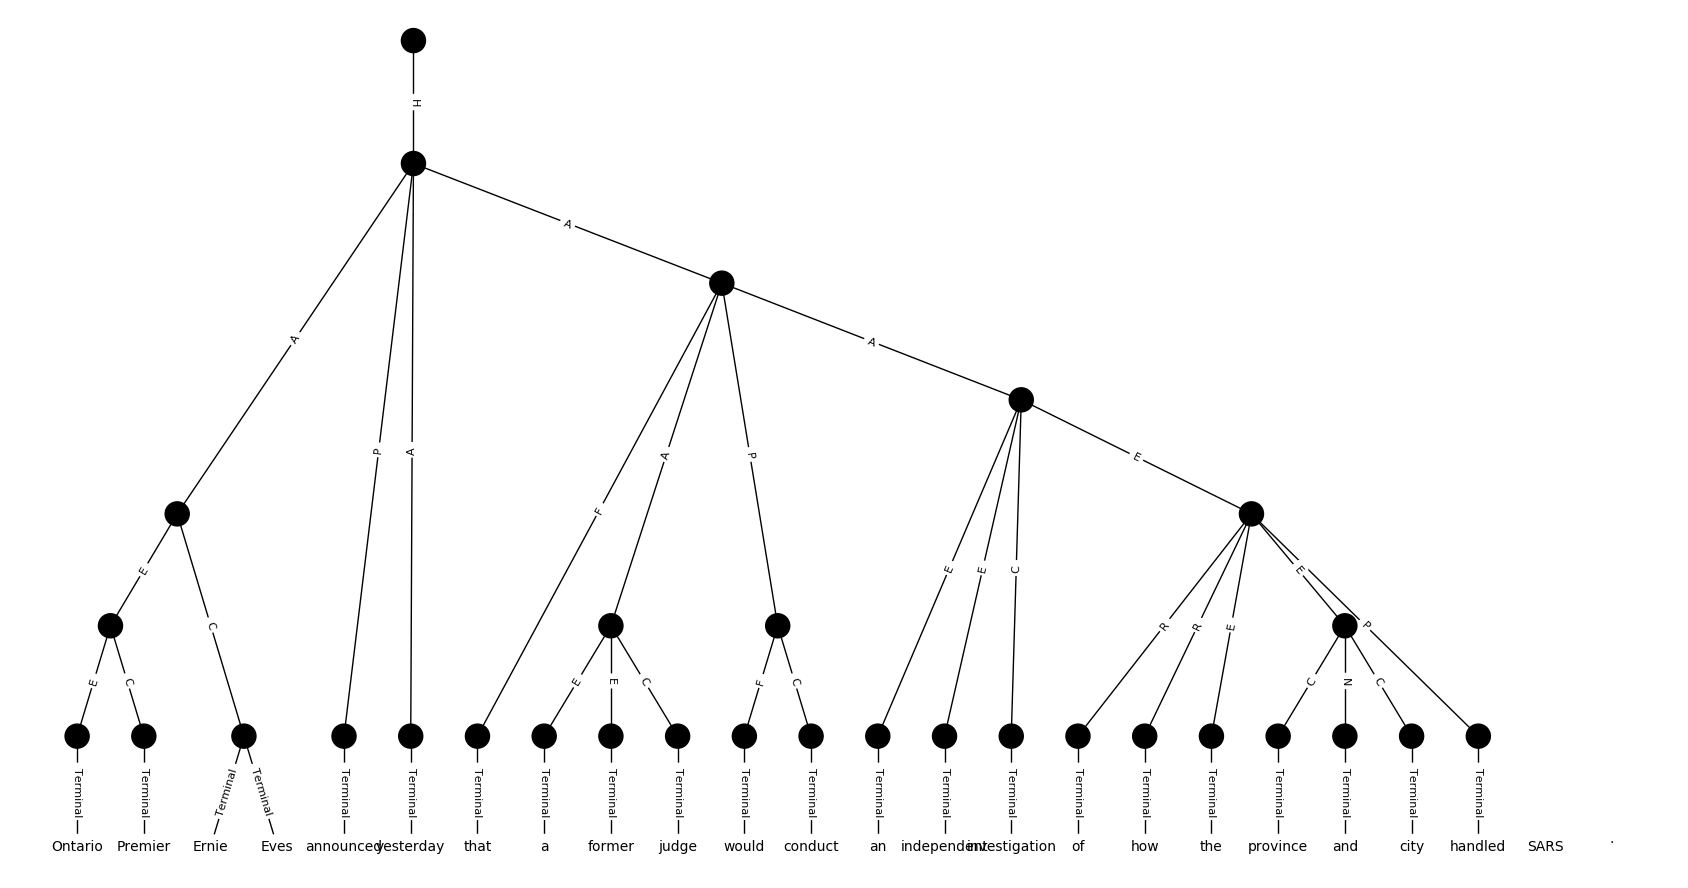 H
A
A
A
P
A
P
A
E
F
E
E
E
C
E
C
R
R
E
P
E
C
F
E
E
C
F
C
C
N
C
Terminal Terminal Terminal Terminal Terminal Terminal Terminal Terminal Terminal Terminal Terminal Terminal Terminal Terminal Terminal Terminal Terminal Terminal Terminal Terminal Terminal Terminal
Ontario Premier Ernie Eves announced yesterday that a former judge would conduct an independent investigation of how the province and city handled SARS .